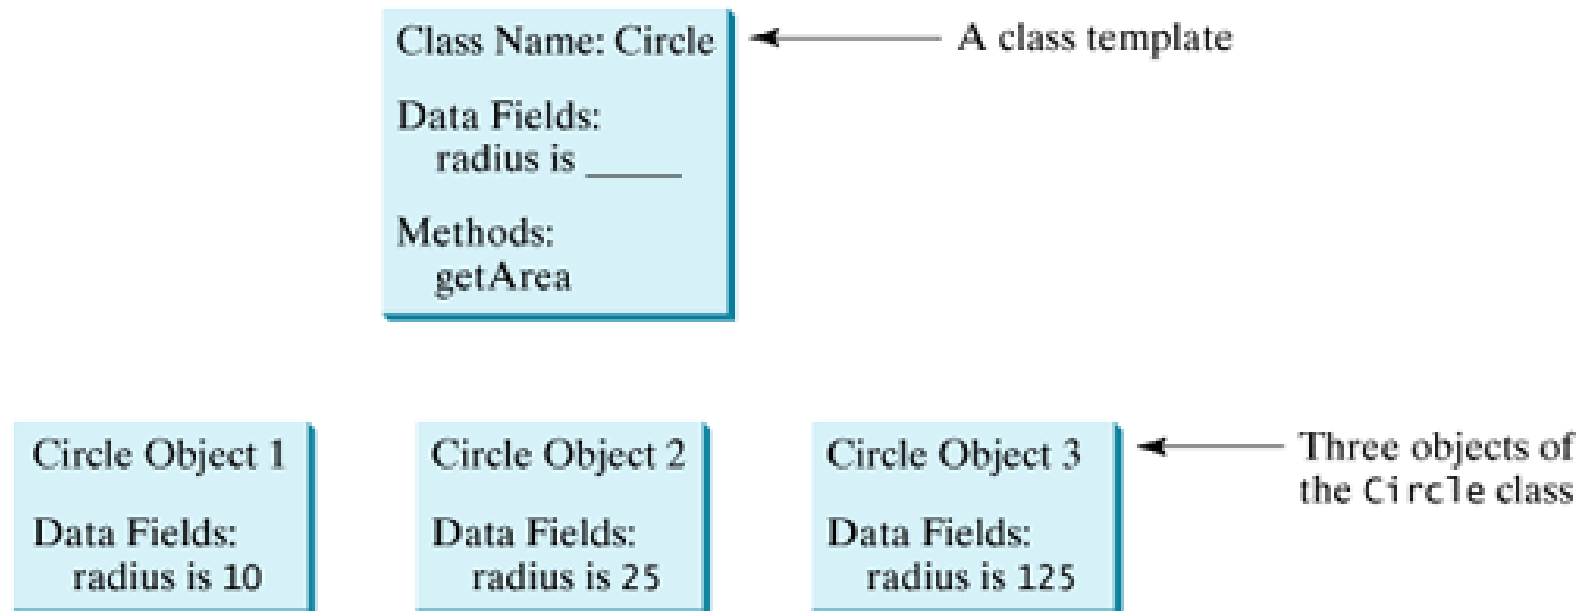 Class Name: Circle
A class template
Data Fields:
radius is _____
Methods:
getArea
Circle Object 1
Data Fields:
radius is 10
Circle Object 2
Data Fields:
radius is 25
Circle Object 3
Data Fields:
radius is 125
Three objects of
the Circle class